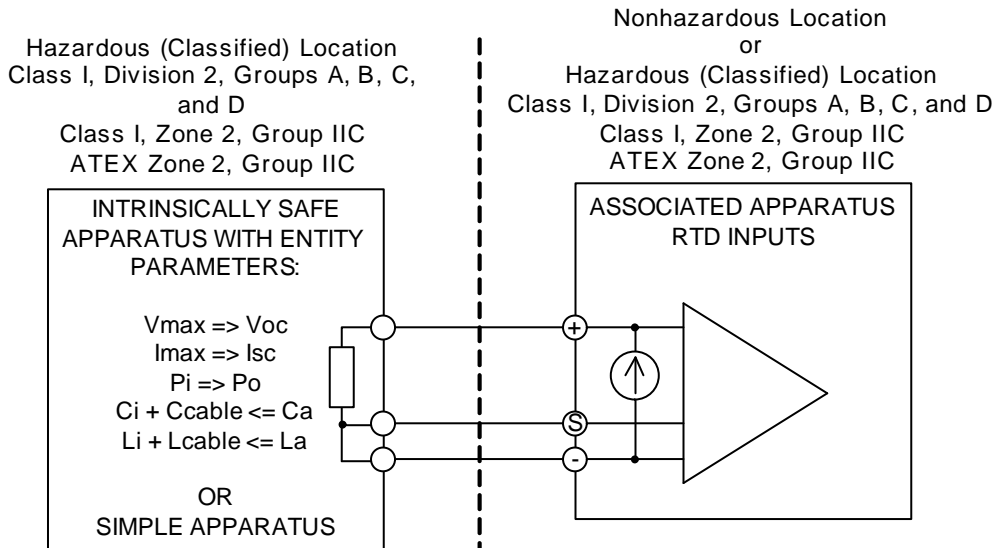 Hazardous (Classified) Location
Class I, Division 2, Groups A, B, C,
and D
Class I, Zone 2, Group IIC
ATEX Zone 2, Group IIC
Nonhazardous Location
or
Hazardous (Classified) Location
Class I, Division 2, Groups A, B, C, and D
Class I, Zone 2, Group IIC
ATEX Zone 2, Group IIC
INTRINSICALLY SAFE
APPARATUS WITH ENTITY
PARAMETERS:
Vmax => Voc
Imax => Isc
Pi => Po
Ci + Ccable <= Ca
Li + Lcable <= La
OR
SIMPLE APPARATUS
ASSOCIATED APPARATUS
RTD INPUTS
+
S
-